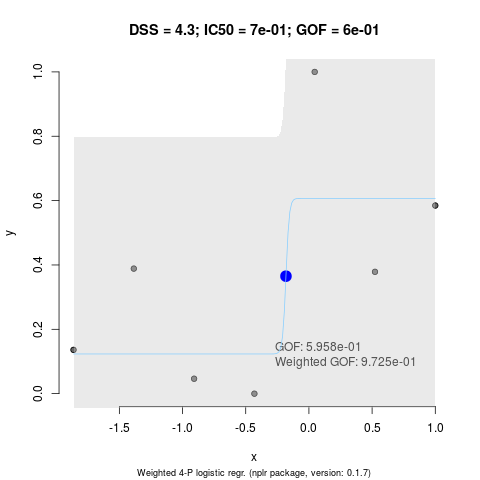 DSS = 4.3; IC50 = 7e-01; GOF = 6e-01
1.0
0.8
0.6
0.4
0.2
0.0
y
GOF: 5.958e-01
Weighted GOF: 9.725e-01
-1.5 -1.0 -0.5 0.0 0.5 1.0
x
Weighted 4-P logistic regr. (nplr package, version: 0.1.7)